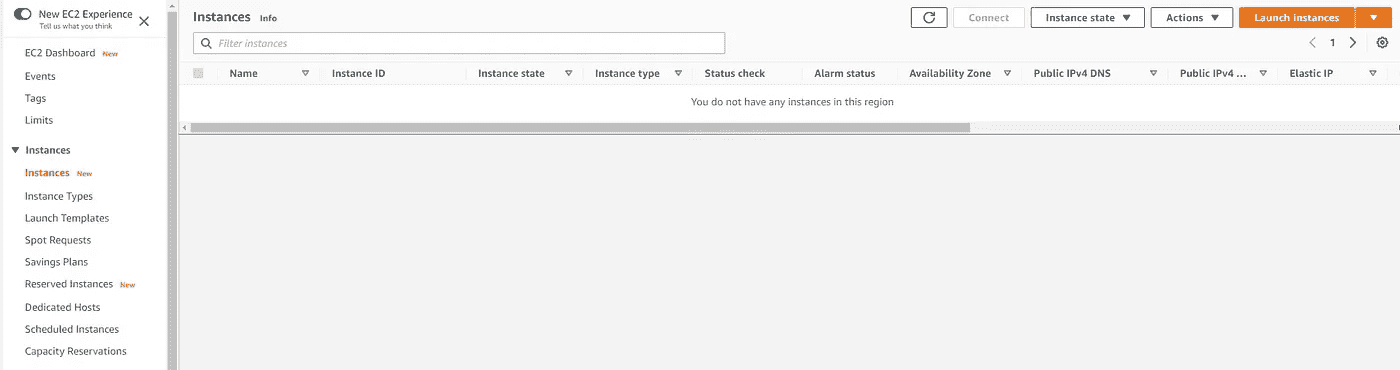 New EC2 Experience
Tell us what you think
EC2 Dashboard New
Events
Tags
Limits
Instances
Instances New
Instance Types
Launch Templates
Spot Requests
Savings Plans
Reserved Instances New
Dedicated Hosts
Scheduled Instances
Capacity Reservations
Instances Info
Connect
Instance state
Actions
Launch instances
Filter instances
1
Name Instance ID Instance state Instance type Status check Alarm status Availability Zone Public IPv4 DNS Public IPv4 ... Elastic IP
You do not have any instances in this region